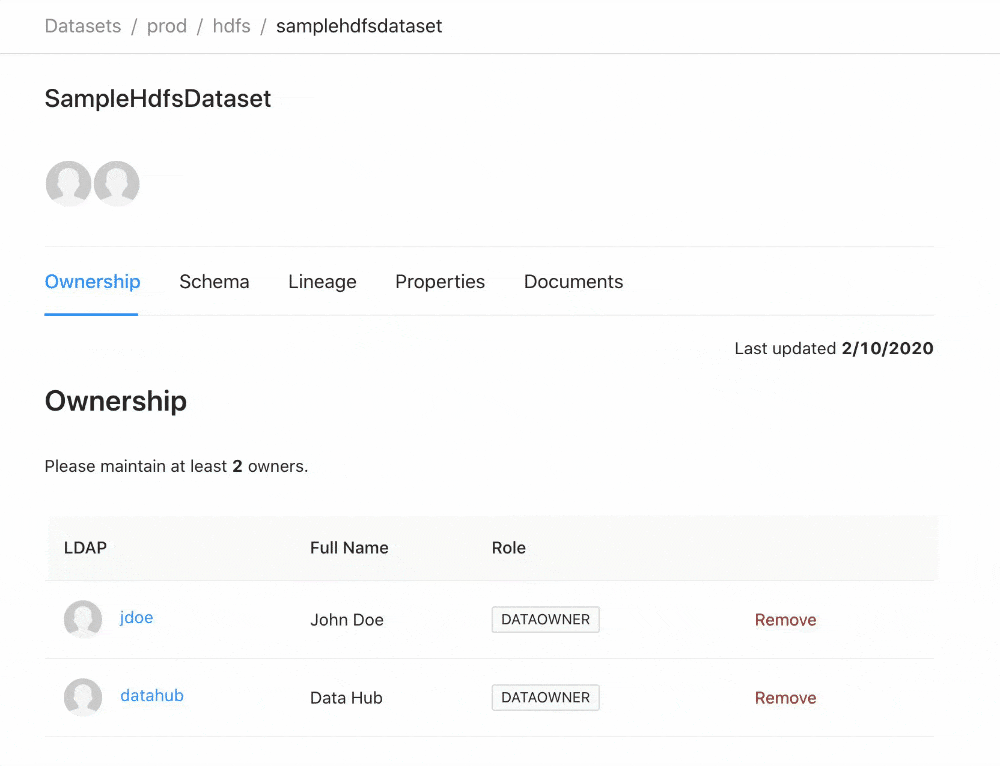 Datasets / prod / hdfs / samplehdfsdataset
SampleHdfsDataset
Ownership Schema Lineage Properties Documents
Last updated 2/10/2020
Ownership
Please maintain at least 2 owners.
LDAP Full Name Role
jdoe John Doe DATAOWNER Remove
datahub Data Hub DATAOWNER Remove